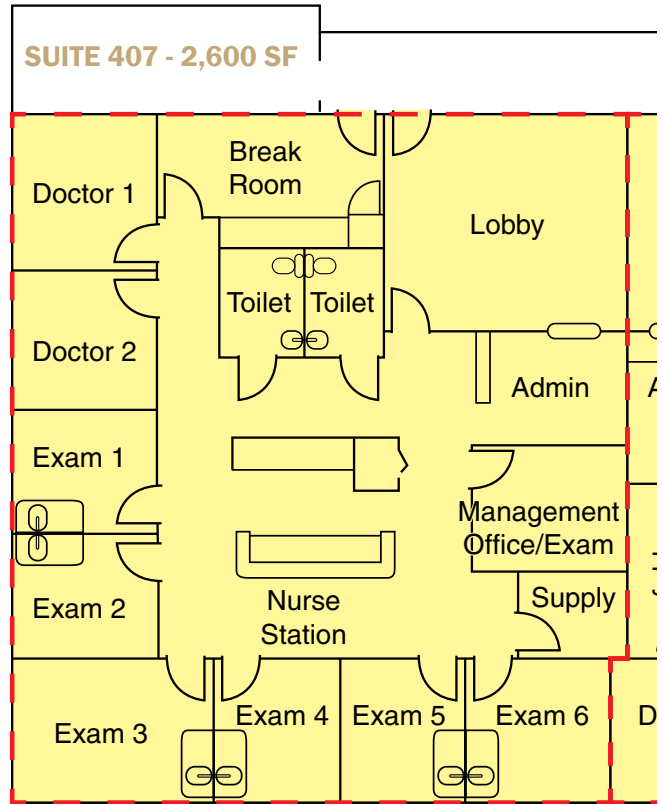 SUITE 407 - 2,600 SF
Break
Room
Doctor 1
Lobby
Toilet
Toilet
Doctor 2
Admin
Exam 1
Management
Office/Exam
Exam 2
Nurse
Station
Supply
Exam 3
Exam 4
Exam 5
Exam 6